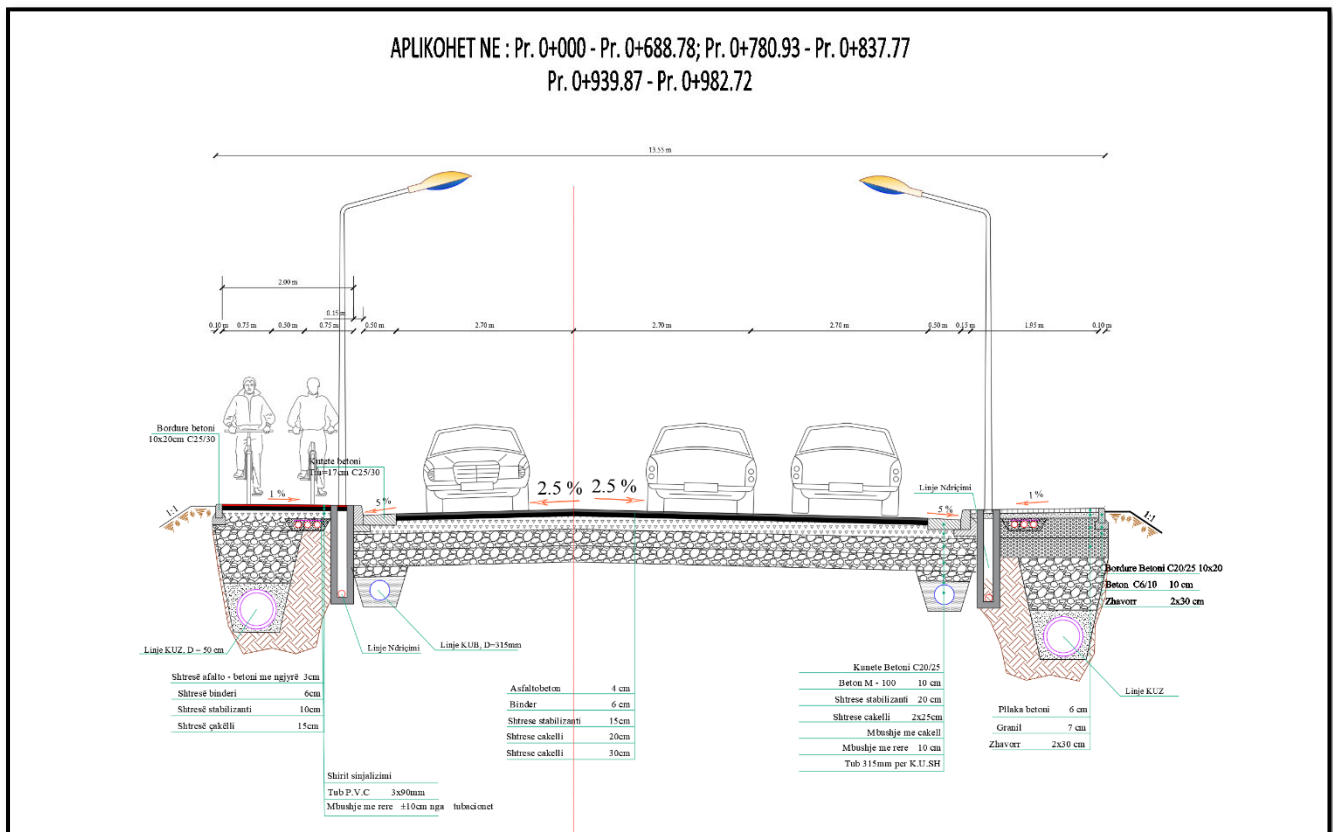 APLIKOHET NE : Pr. 0+000 - Pr. 0+688.78; Pr. 0+780.93 - Pr. 0+837.77
Pr. 0+939.87 - Pr. 0+982.72
13.55 m
2.00 m
0.15 m
0.10 m 0.75 m 0.50 m 0.75 m 0.50 m 2.70 m 2.70 m 2.70 m 0.50 m 0.15 m 1.95 m 0.10 m
Bordure betoni
10x20cm C25/30
Kunete betoni
Tm=17cm C25/30
1:1
1 %
5 %
2.5 % 2.5 %
Linje Ndriçimi
5 %
1 %
1:1
Bordure Betoni C20/25 10x20
Beton C6/10 10 cm
Zhavorr 2x30 cm
Linje KUZ, D = 50 cm
Linje Ndriçimi
Linje KUB, D=315mm
Linje KUZ
Shtresë afalto - betoni me ngjyrë 3cm
Shtresë binderi 6cm
Shtresë stabilizanti 10cm
Shtresë çakëlli 15cm
Asfaltobeton 4 cm
Binder 6 cm
Shtrese stabilizanti 15cm
Shtrese cakelli 20cm
Shtrese cakelli 30cm
Kunete Betoni C20/25
Beton M - 100 10 cm
Shtrese stabilizanti 20 cm
Shtrese cakelli 2x25cm
Mbushje me cakell
Mbushje me rere 10 cm
Tub 315mm per K.U.SH
Pllaka betoni 6 cm
Granil 7 cm
Zhavorr 2x30 cm
Shirit sinjalizimi
Tub P.V.C 3x90mm
Mbushje me rere ±10cm nga tubacionet